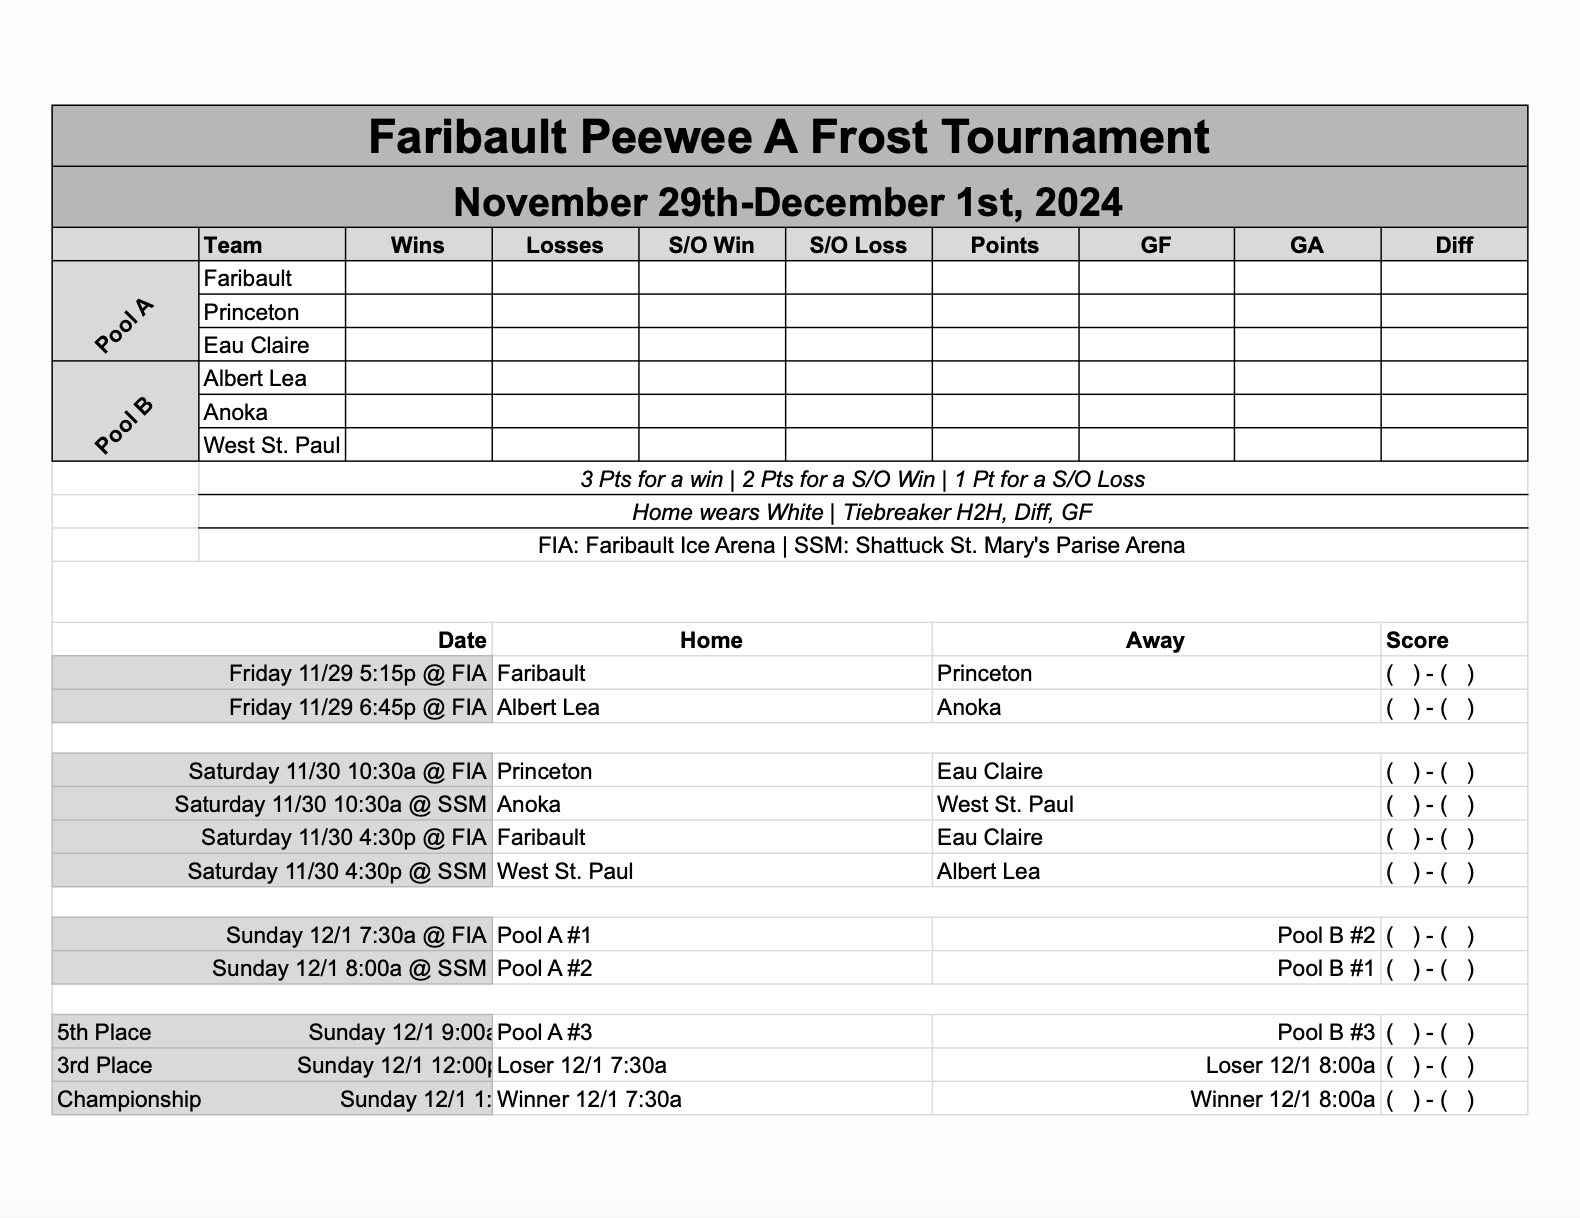 Faribault Peewee A Frost Tournament
November 29th-December 1st, 2024
Team Wins Losses S/O Win S/O Loss Points GF GA Diff
Pool A
Faribault
Princeton
Eau Claire
Pool B
Albert Lea
Anoka
West St. Paul
3 Pts for a win | 2 Pts for a S/O Win | 1 Pt for a S/O Loss
Home wears White | Tiebreaker H2H, Diff, GF
FIA: Faribault Ice Arena | SSM: Shattuck St. Mary's Parise Arena
Date Home Away Score
Friday 11/29 5:15p @ FIA Faribault Princeton ( ) - ( )
Friday 11/29 6:45p @ FIA Albert Lea Anoka ( ) - ( )
Saturday 11/30 10:30a @ FIA Princeton Eau Claire ( ) - ( )
Saturday 11/30 10:30a @ SSM Anoka West St. Paul ( ) - ( )
Saturday 11/30 4:30p @ FIA Faribault Eau Claire ( ) - ( )
Saturday 11/30 4:30p @ SSM West St. Paul Albert Lea ( ) - ( )
Sunday 12/1 7:30a @ FIA Pool A #1 Pool B #2 ( ) - ( )
Sunday 12/1 8:00a @ SSM Pool A #2 Pool B #1 ( ) - ( )
5th Place Sunday 12/1 9:00a Pool A #3 Pool B #3 ( ) - ( )
3rd Place Sunday 12/1 12:00p Loser 12/1 7:30a Loser 12/1 8:00a ( ) - ( )
Championship Sunday 12/1 1: Winner 12/1 7:30a Winner 12/1 8:00a ( ) - ( )